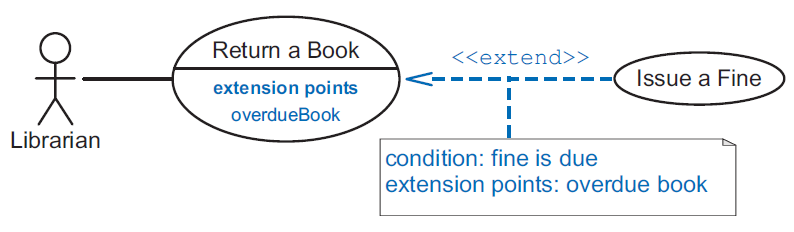 Return a Book
extension points
overdueBook
<<extend>>
Issue a Fine
Librarian
condition: fine is due
extension points: overdue book